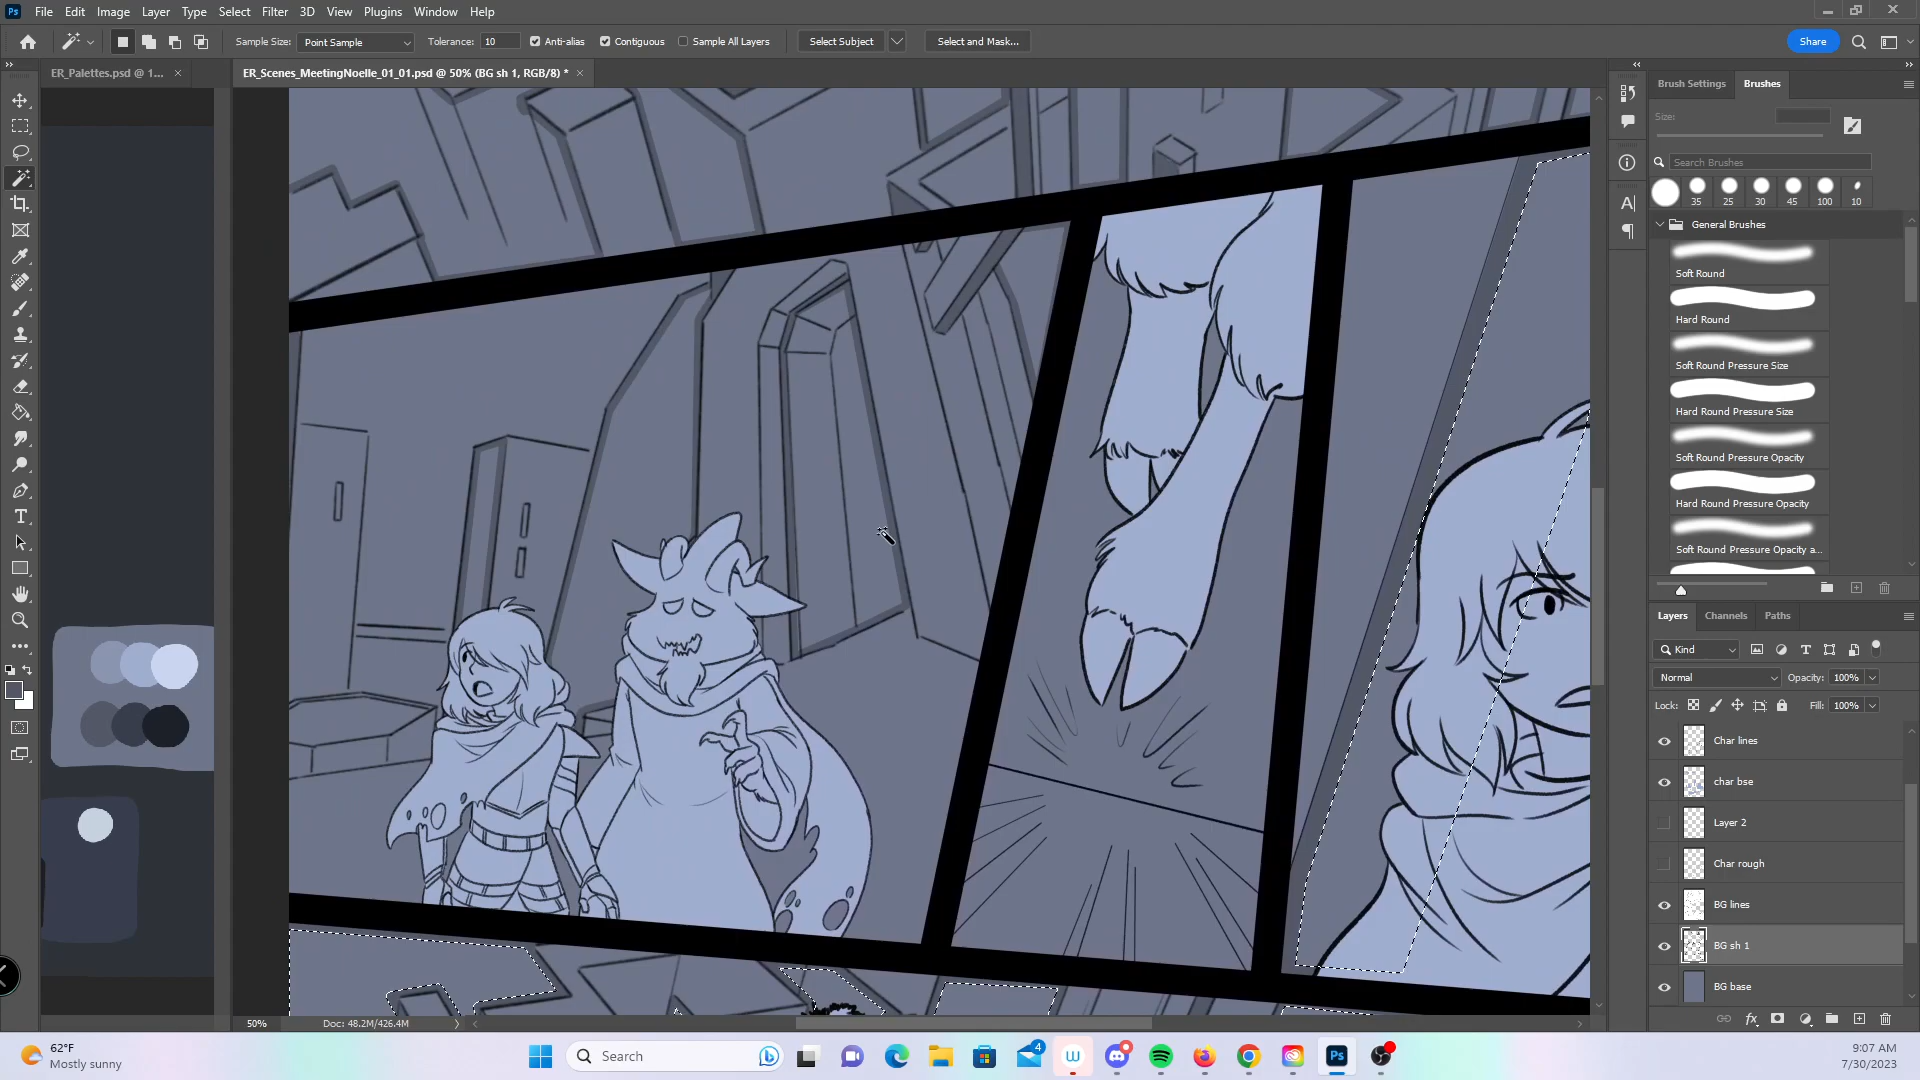 Ps File Edit Image Layer Type Select Filter 3D View Plugins Window Help
Sample Size: Point Sample Tolerance: 10 Anti-alias Contiguous Sample All Layers Select Subject Select and Mask... Share
ER_Palettes.psd @ 1... × ER_Scenes_MeetingNoelle_01_01.psd @ 50% (BG sh 1, RGB/8) * ×
Brush Settings Brushes
Size:
Search Brushes
35 25 30 45 100 10
General Brushes
Soft Round
Hard Round
Soft Round Pressure Size
Hard Round Pressure Size
Soft Round Pressure Opacity
Hard Round Pressure Opacity
Soft Round Pressure Opacity a...
Layers Channels Paths
Kind
Normal Opacity: 100%
Lock: Fill: 100%
Char lines
char bse
Layer 2
Char rough
BG lines
BG sh 1
BG base
50% Doc: 48.2M/426.4M
62°F
Mostly sunny
Search
4
Ps
9:07 AM
7/30/2023